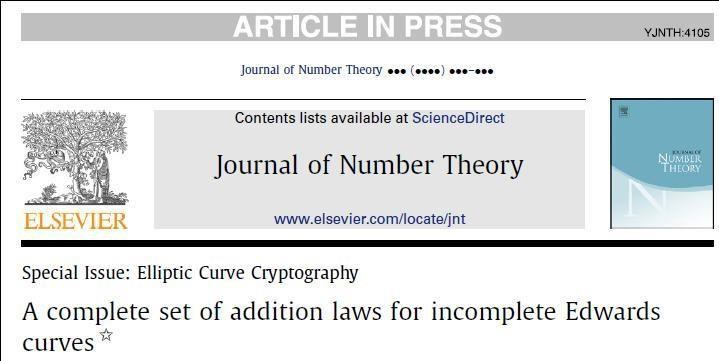 ARTICLE IN PRESS
YJNTH:4105
Journal of Number Theory ••• (••••) •••–•••
Contents lists available at ScienceDirect
Journal of Number Theory
www.elsevier.com/locate/jnt
ELSEVIER
JOURNAL OF
NUMBER
THEORY
N
Special Issue: Elliptic Curve Cryptography
A complete set of addition laws for incomplete Edwards
curves ☆